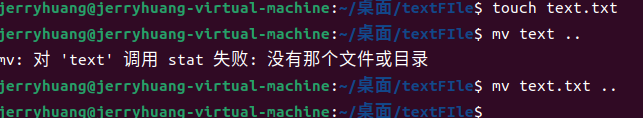 jerryhuang@jerryhuang-virtual-machine:~/桌面/textFIle$ touch text.txt
jerryhuang@jerryhuang-virtual-machine:~/桌面/textFIle$ mv text ..
mv: 对 'text' 调用 stat 失败: 没有那个文件或目录
jerryhuang@jerryhuang-virtual-machine:~/桌面/textFIle$ mv text.txt ..
jerryhuang@jerryhuang-virtual-machine:~/桌面/textFIle$